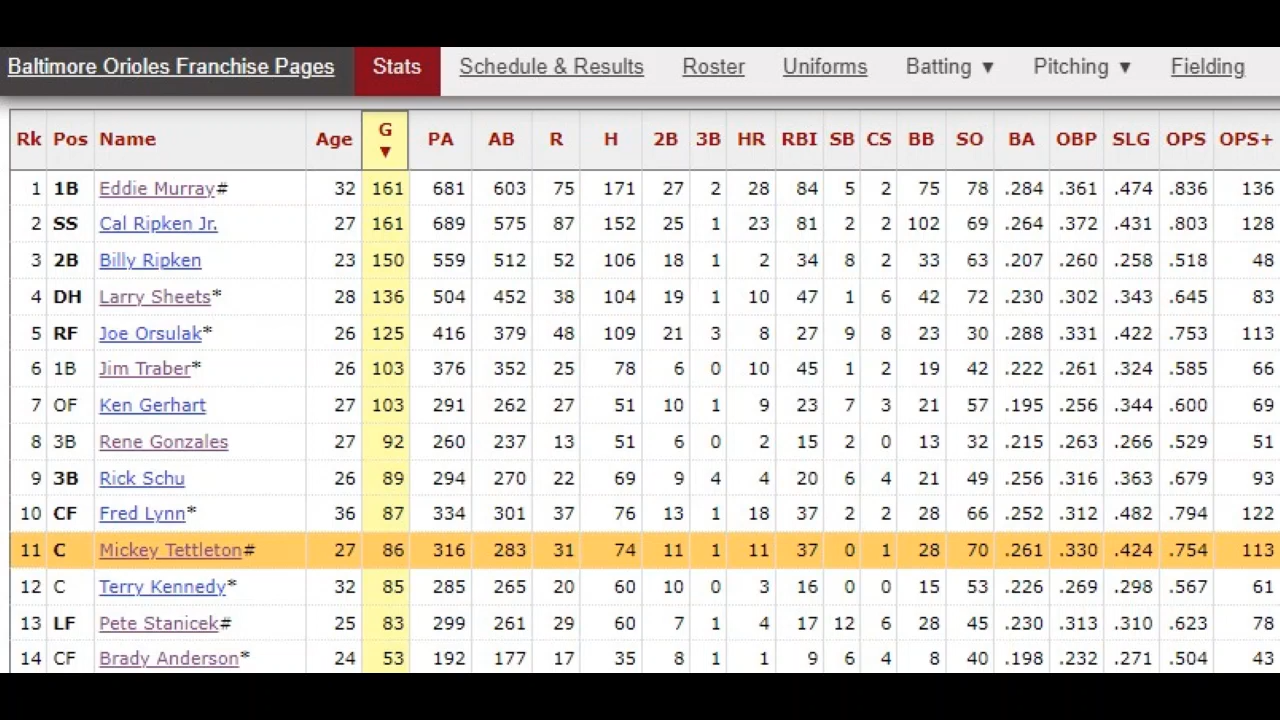 Baltimore Orioles Franchise Pages Stats Schedule & Results Roster Uniforms Batting ▼ Pitching ▼ Fielding
Rk Pos Name Age G ▼ PA AB R H 2B 3B HR RBI SB CS BB SO BA OBP SLG OPS OPS+
1 1B Eddie Murray# 32 161 681 603 75 171 27 2 28 84 5 2 75 78 .284 .361 .474 .836 136
2 SS Cal Ripken Jr. 27 161 689 575 87 152 25 1 23 81 2 2 102 69 .264 .372 .431 .803 128
3 2B Billy Ripken 23 150 559 512 52 106 18 1 2 34 8 2 33 63 .207 .260 .258 .518 48
4 DH Larry Sheets* 28 136 504 452 38 104 19 1 10 47 1 6 42 72 .230 .302 .343 .645 83
5 RF Joe Orsulak* 26 125 416 379 48 109 21 3 8 27 9 8 23 30 .288 .331 .422 .753 113
6 1B Jim Traber* 26 103 376 352 25 78 6 0 10 45 1 2 19 42 .222 .261 .324 .585 66
7 OF Ken Gerhart 27 103 291 262 27 51 10 1 9 23 7 3 21 57 .195 .256 .344 .600 69
8 3B Rene Gonzales 27 92 260 237 13 51 6 0 2 15 2 0 13 32 .215 .263 .266 .529 51
9 3B Rick Schu 26 89 294 270 22 69 9 4 4 20 6 4 21 49 .256 .316 .363 .679 93
10 CF Fred Lynn* 36 87 334 301 37 76 13 1 18 37 2 2 28 66 .252 .312 .482 .794 122
11 C Mickey Tettleton# 27 86 316 283 31 74 11 1 11 37 0 1 28 70 .261 .330 .424 .754 113
12 C Terry Kennedy* 32 85 285 265 20 60 10 0 3 16 0 0 15 53 .226 .269 .298 .567 61
13 LF Pete Stanicek# 25 83 299 261 29 60 7 1 4 17 12 6 28 45 .230 .313 .310 .623 78
14 CF Brady Anderson* 24 53 192 177 17 35 8 1 1 9 6 4 8 40 .198 .232 .271 .504 43